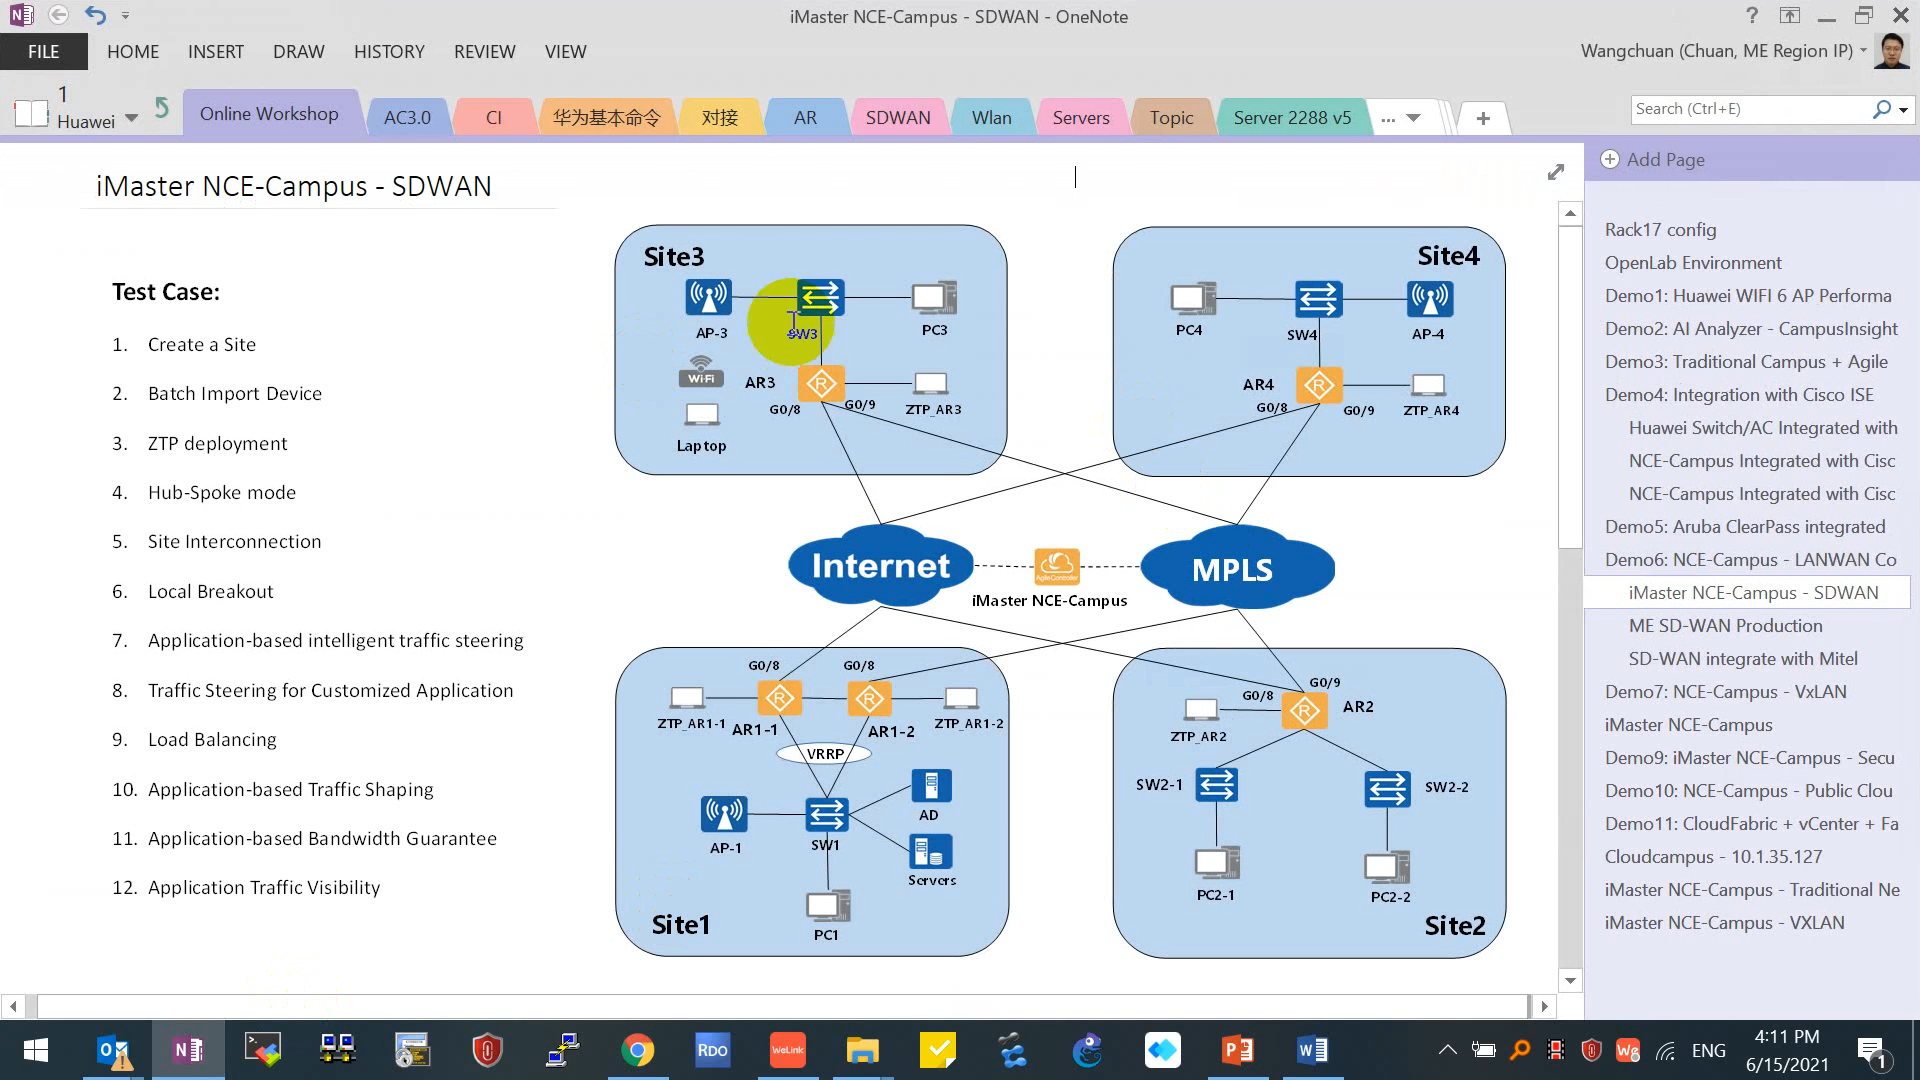 iMaster NCE-Campus - SDWAN - OneNote
?
FILE HOME INSERT DRAW HISTORY REVIEW VIEW
Wangchuan (Chuan, ME Region IP)
1
Huawei
Online Workshop AC3.0 CI 华为基本命令 对接 AR SDWAN Wlan Servers Topic Server 2288 v5 ... +
Search (Ctrl+E)
iMaster NCE-Campus - SDWAN
Test Case:
1. Create a Site
2. Batch Import Device
3. ZTP deployment
4. Hub-Spoke mode
5. Site Interconnection
6. Local Breakout
7. Application-based intelligent traffic steering
8. Traffic Steering for Customized Application
9. Load Balancing
10. Application-based Traffic Shaping
11. Application-based Bandwidth Guarantee
12. Application Traffic Visibility
Site3
AP-3
SW3
PC3
Wi-Fi
AR3
R
G0/8
G0/9
ZTP_AR3
Laptop
Site4
PC4
SW4
AP-4
AR4
R
G0/8
G0/9
ZTP_AR4
Internet
AgileController
iMaster NCE-Campus
MPLS
G0/8
G0/8
R
R
ZTP_AR1-1
AR1-1
AR1-2
ZTP_AR1-2
VRRP
AD
AP-1
SW1
Servers
PC1
Site1
G0/9
G0/8
R
AR2
ZTP_AR2
SW2-1
SW2-2
PC2-1
PC2-2
Site2
Add Page
Rack17 config
OpenLab Environment
Demo1: Huawei WIFI 6 AP Performa
Demo2: AI Analyzer - CampusInsight
Demo3: Traditional Campus + Agile
Demo4: Integration with Cisco ISE
Huawei Switch/AC Integrated with
NCE-Campus Integrated with Cisc
NCE-Campus Integrated with Cisc
Demo5: Aruba ClearPass integrated
Demo6: NCE-Campus - LANWAN Co
iMaster NCE-Campus - SDWAN
ME SD-WAN Production
SD-WAN integrate with Mitel
Demo7: NCE-Campus - VxLAN
iMaster NCE-Campus
Demo9: iMaster NCE-Campus - Secu
Demo10: NCE-Campus - Public Clou
Demo11: CloudFabric + vCenter + Fa
Cloudcampus - 10.1.35.127
iMaster NCE-Campus - Traditional Ne
iMaster NCE-Campus - VXLAN
RDO
WeLink
ENG
4:11 PM
6/15/2021
1